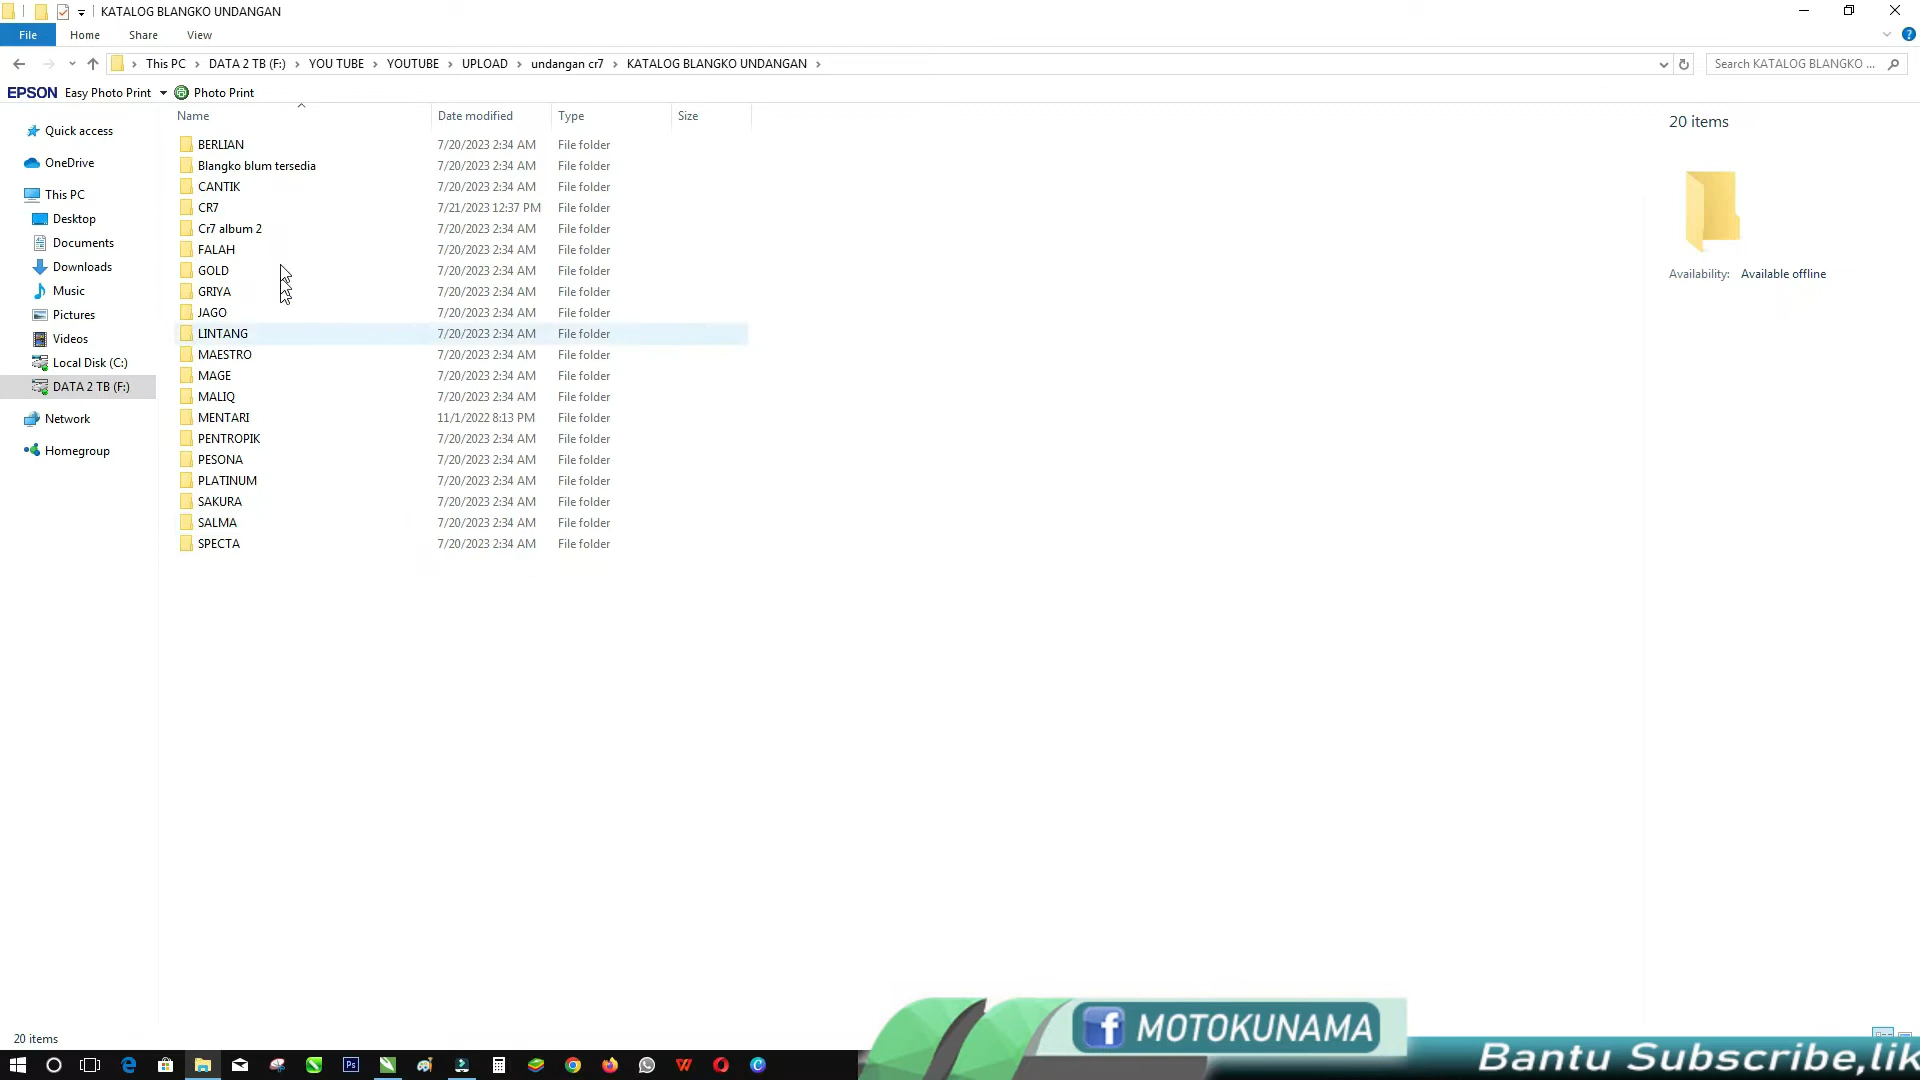 KATALOG BLANGKO UNDANGAN
File Home Share View
This PC DATA 2 TB (F:) YOU TUBE YOUTUBE UPLOAD undangan cr7 KATALOG BLANGKO UNDANGAN
Search KATALOG BLANGKO ...
EPSON Easy Photo Print Photo Print
Name Date modified Type Size
Quick access
OneDrive
This PC
Desktop
Documents
Downloads
Music
Pictures
Videos
Local Disk (C:)
DATA 2 TB (F:)
Network
Homegroup
BERLIAN 7/20/2023 2:34 AM File folder
Blangko blum tersedia 7/20/2023 2:34 AM File folder
CANTIK 7/20/2023 2:34 AM File folder
CR7 7/21/2023 12:37 PM File folder
Cr7 album 2 7/20/2023 2:34 AM File folder
FALAH 7/20/2023 2:34 AM File folder
GOLD 7/20/2023 2:34 AM File folder
GRIYA 7/20/2023 2:34 AM File folder
JAGO 7/20/2023 2:34 AM File folder
LINTANG 7/20/2023 2:34 AM File folder
MAESTRO 7/20/2023 2:34 AM File folder
MAGE 7/20/2023 2:34 AM File folder
MALIQ 7/20/2023 2:34 AM File folder
MENTARI 11/1/2022 8:13 PM File folder
PENTROPIK 7/20/2023 2:34 AM File folder
PESONA 7/20/2023 2:34 AM File folder
PLATINUM 7/20/2023 2:34 AM File folder
SAKURA 7/20/2023 2:34 AM File folder
SALMA 7/20/2023 2:34 AM File folder
SPECTA 7/20/2023 2:34 AM File folder
20 items
Availability: Available offline
20 items
f MOTOKUNAMA
Bantu Subscribe,lik
Ps